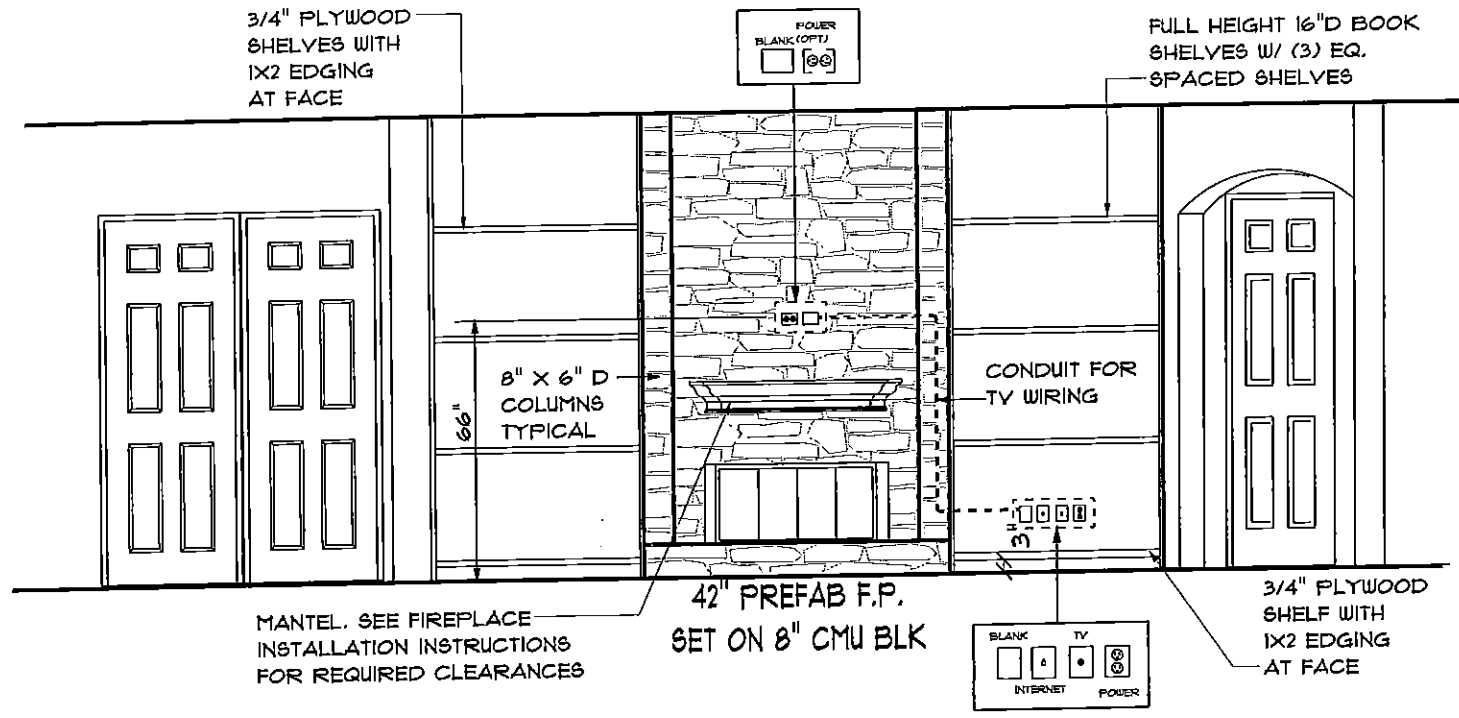 3/4" PLYWOOD
SHELVES WITH
1X2 EDGING
AT FACE
POWER
BLANK (OPT)
FULL HEIGHT 16"D BOOK
SHELVES W/ (3) EQ.
SPACED SHELVES
8" X 6" D
COLUMNS
TYPICAL
66"
CONDUIT FOR
TV WIRING
3"
MANTEL. SEE FIREPLACE
INSTALLATION INSTRUCTIONS
FOR REQUIRED CLEARANCES
42" PREFAB F.P.
SET ON 8" CMU BLK
BLANK TV
INTERNET POWER
3/4" PLYWOOD
SHELF WITH
1X2 EDGING
AT FACE